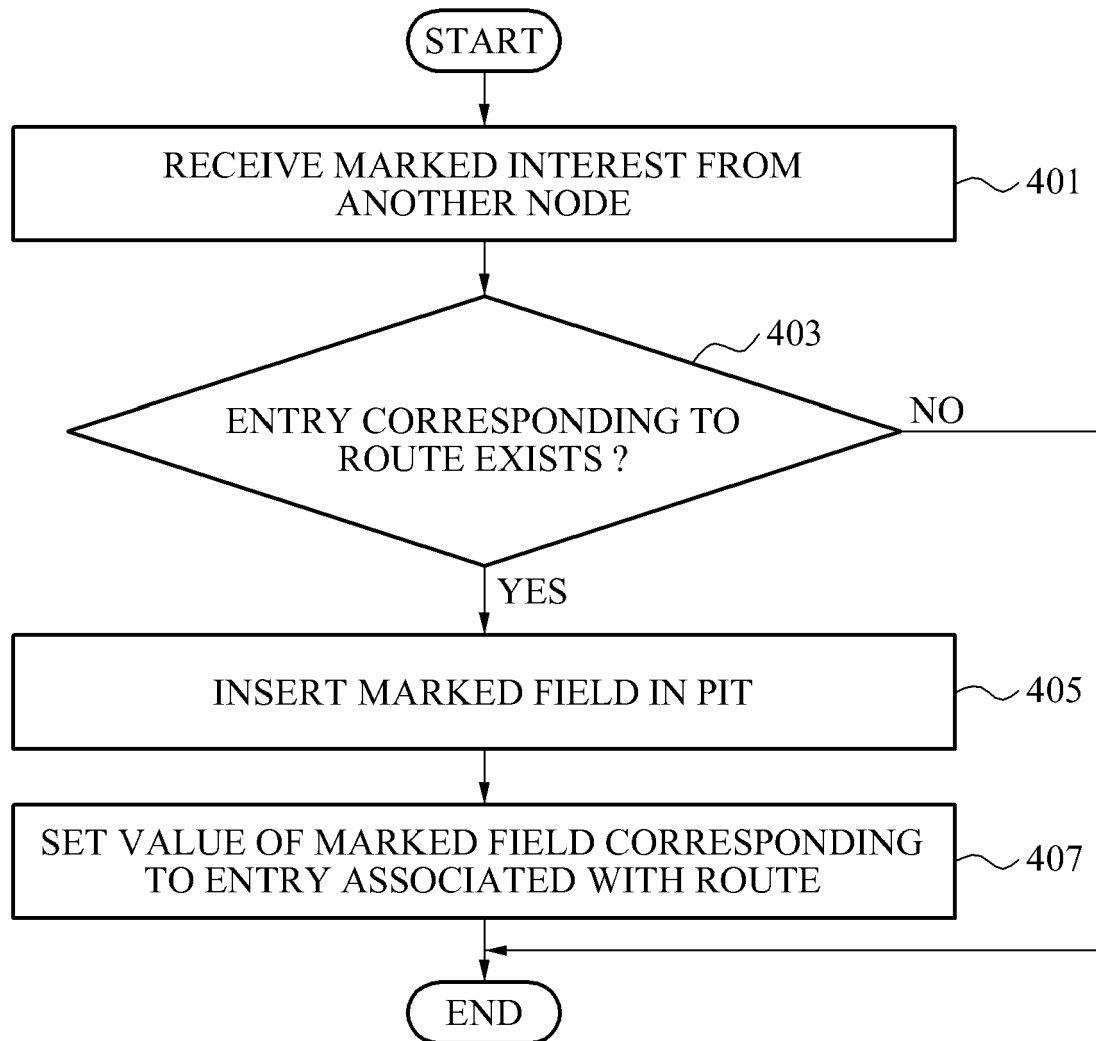 START
RECEIVE MARKED INTEREST FROM
ANOTHER NODE
401
403
ENTRY CORRESPONDING TO
ROUTE EXISTS ?
NO
YES
INSERT MARKED FIELD IN PIT
405
SET VALUE OF MARKED FIELD CORRESPONDING
TO ENTRY ASSOCIATED WITH ROUTE
407
END